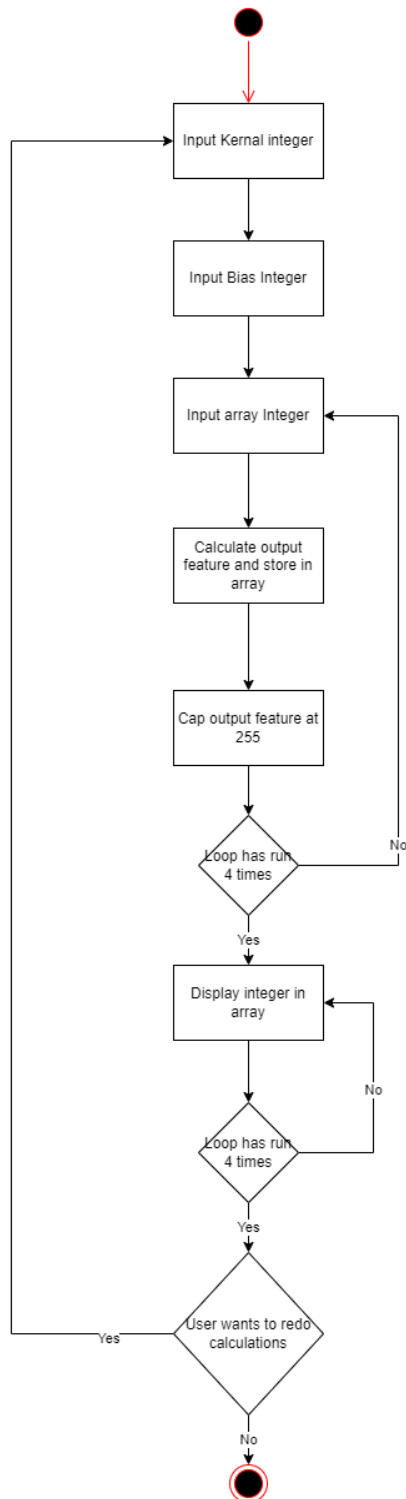 Input Kernal integer
Input Bias Integer
Input array Integer
Calculate output
feature and store in
array
Cap output feature at
255
Loop has run
4 times
No
Yes
Display integer in
array
No
Loop has run
4 times
Yes
User wants to redo
calculations
Yes
No